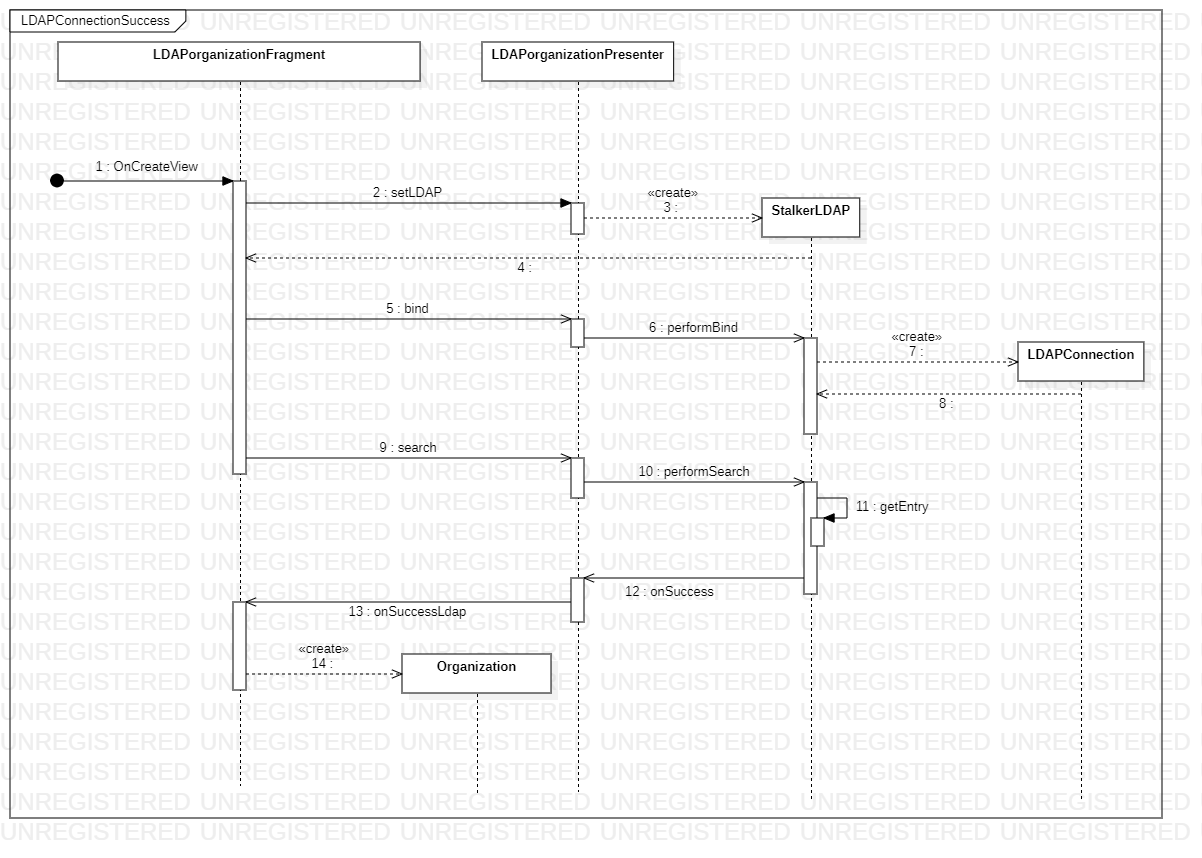 LDAPConnectionSuccess
LDAPorganizationFragment
LDAPorganizationPresenter
1 : OnCreateView
2 : setLDAP
«create»
3 :
StalkerLDAP
4 :
5 : bind
6 : performBind
«create»
7 :
LDAPConnection
8 :
9 : search
10 : performSearch
11 : getEntry
12 : onSuccess
13 : onSuccessLdap
«create»
14 :
Organization
UNREGISTERED UNREGISTERED UNREGISTERED UNREGISTERED UNREGISTERED UNREGISTERED